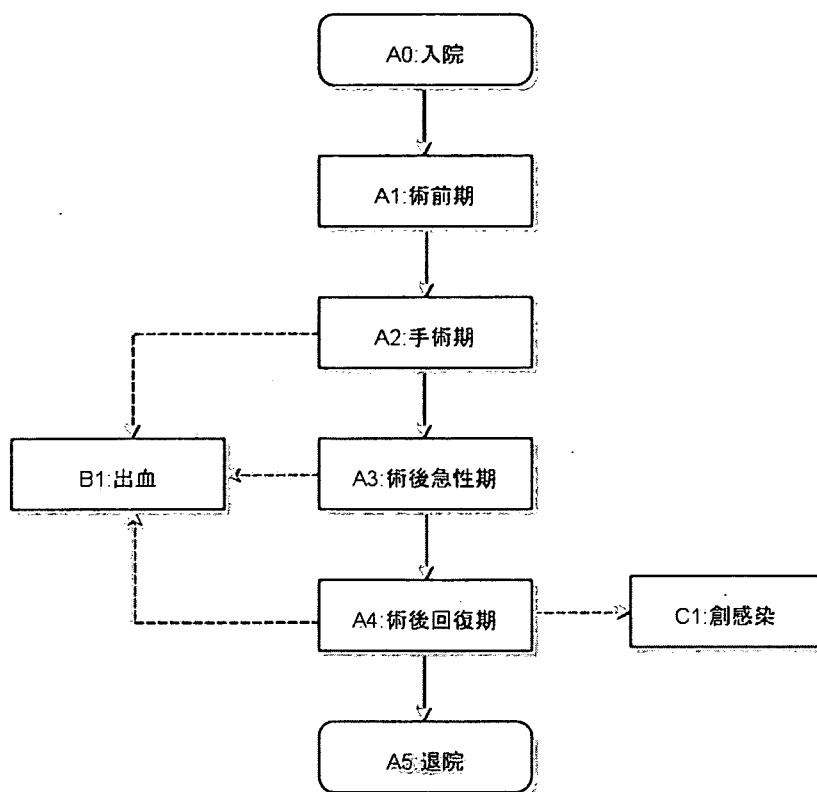 A0:入院
A1:術前期
A2:手術期
B1:出血
A3:術後急性期
A4:術後回復期
C1:創感染
A5:退院